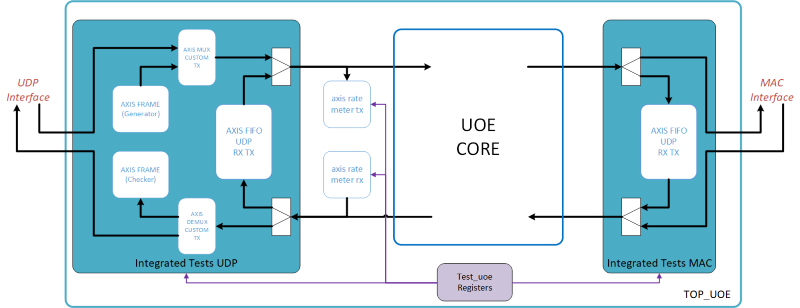 UDP
Interface
AXIS MUX
CUSTOM
TX
AXIS FRAME
(Generator)
AXIS FIFO
UDP
RX TX
AXIS FRAME
(Checker)
AXIS
DEMUX
CUSTOM
TX
Integrated Tests UDP
axis rate
meter tx
axis rate
meter rx
UOE
CORE
Test_uoe
Registers
AXIS FIFO
UDP
RX TX
Integrated Tests MAC
MAC
Interface
TOP_UOE